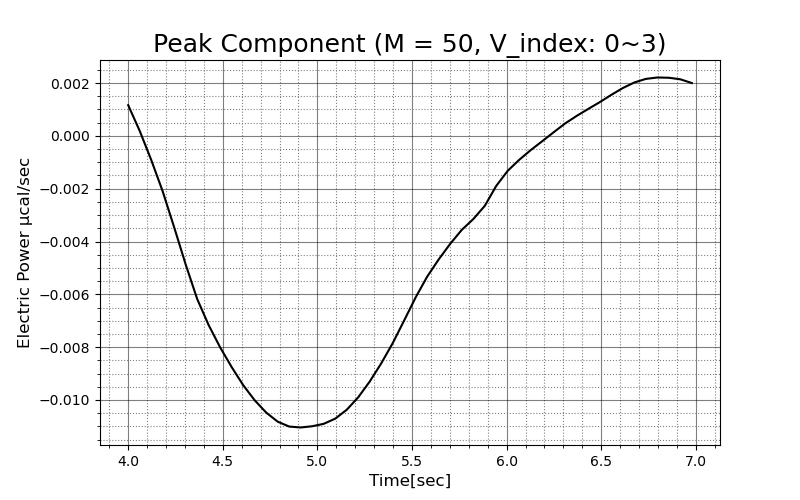 Peak Component (M = 50, V_index: 0~3)
Electric Power μcal/sec
0.002
0.000
−0.002
−0.004
−0.006
−0.008
−0.010
4.0 4.5 5.0 5.5 6.0 6.5 7.0
Time[sec]